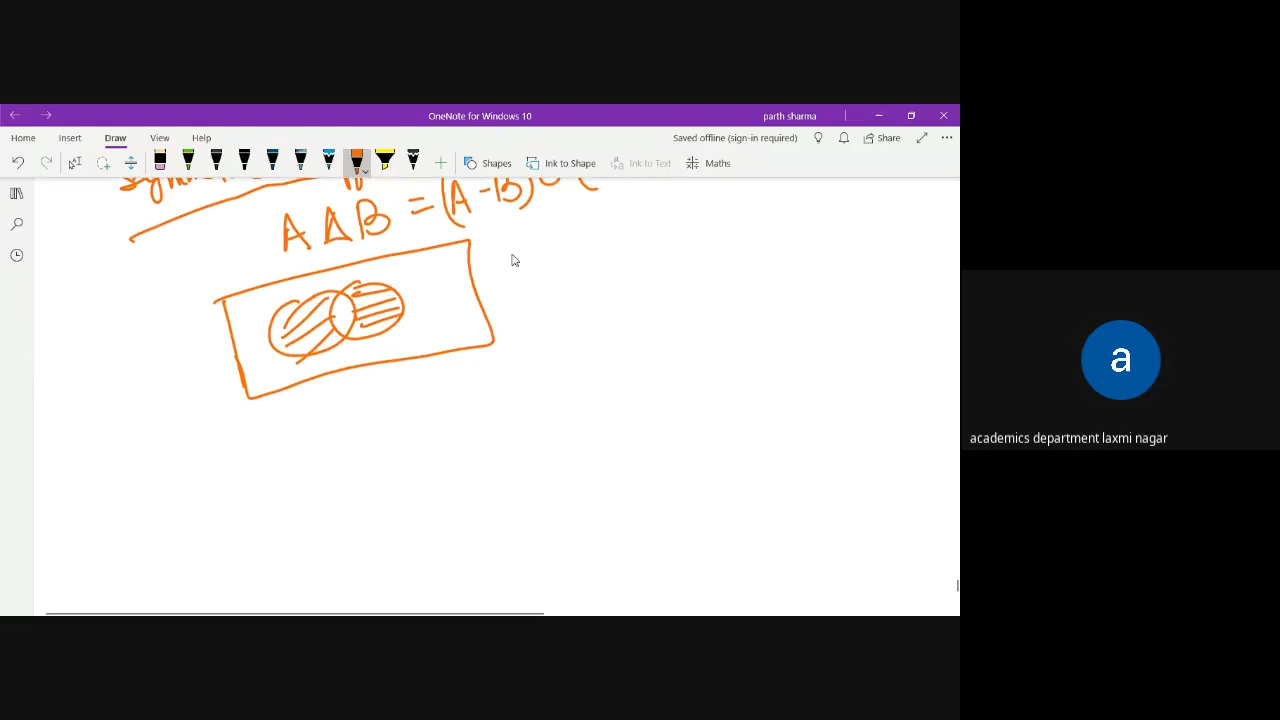 OneNote for Windows 10
parth sharma
Home Insert Draw View Help
Saved offline (sign-in required)
Share
Shapes Ink to Shape Ink to Text Maths
A Δ B = (A - B) ∪ (
a
academics department laxmi nagar